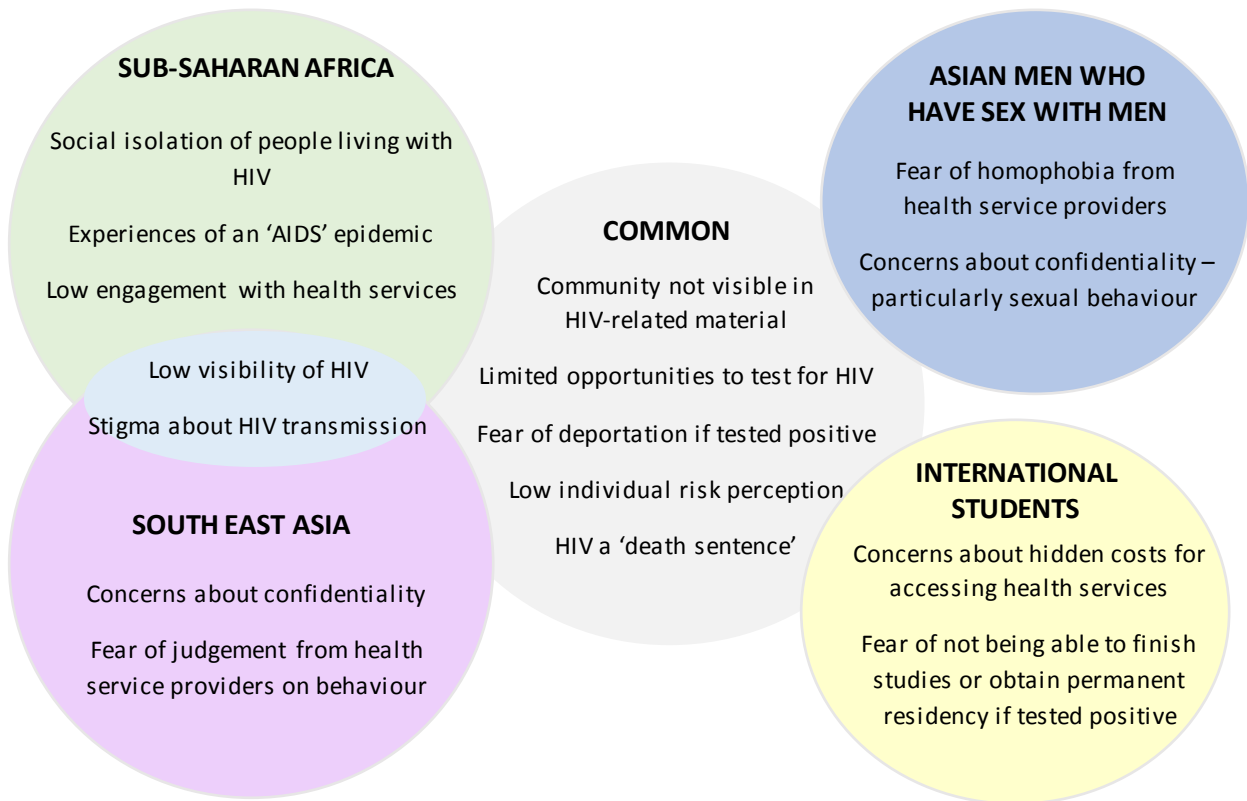 SUB-SAHARAN AFRICA
Social isolation of people living with
HIV
Experiences of an ‘AIDS’ epidemic
Low engagement with health services
Low visibility of HIV
Stigma about HIV transmission
SOUTH EAST ASIA
Concerns about confidentiality
Fear of judgement from health
service providers on behaviour
COMMON
Community not visible in
HIV-related material
Limited opportunities to test for HIV
Fear of deportation if tested positive
Low individual risk perception
HIV a ‘death sentence’
ASIAN MEN WHO
HAVE SEX WITH MEN
Fear of homophobia from
health service providers
Concerns about confidentiality –
particularly sexual behaviour
INTERNATIONAL
STUDENTS
Concerns about hidden costs for
accessing health services
Fear of not being able to finish
studies or obtain permanent
residency if tested positive